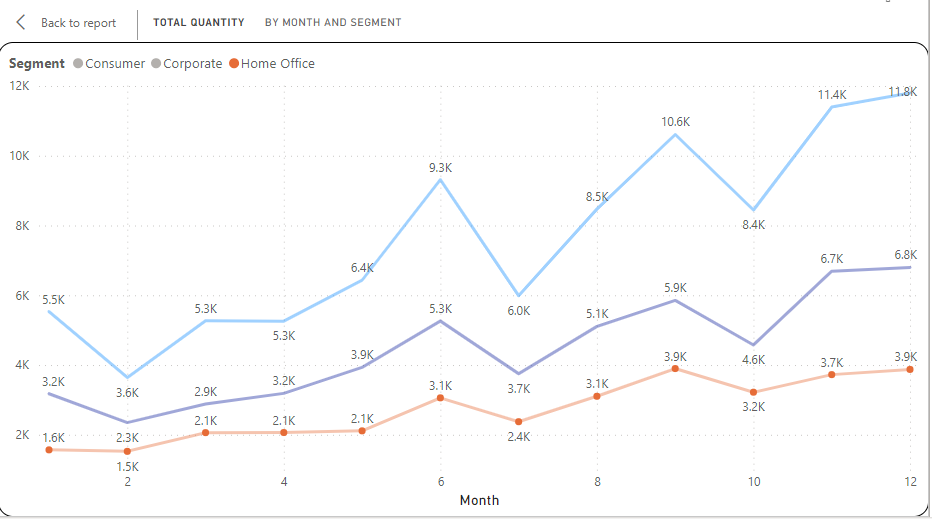 Back to report TOTAL QUANTITY BY MONTH AND SEGMENT
Segment Consumer Corporate Home Office
12K
11.4K 11.8K
10.6K
10K
9.3K
8.5K
8K
8.4K
6.4K
6.7K 6.8K
6K
5.5K 5.3K 6.0K 5.9K
5.3K 5.3K 5.1K
4K
3.9K 4.6K
3.2K 3.6K 2.9K 3.2K 3.7K 3.9K 3.7K 3.9K
3.1K 3.1K
3.2K
2K
1.6K 2.3K 2.1K 2.1K 2.1K 2.4K
1.5K
2 4 6 8 10 12
Month